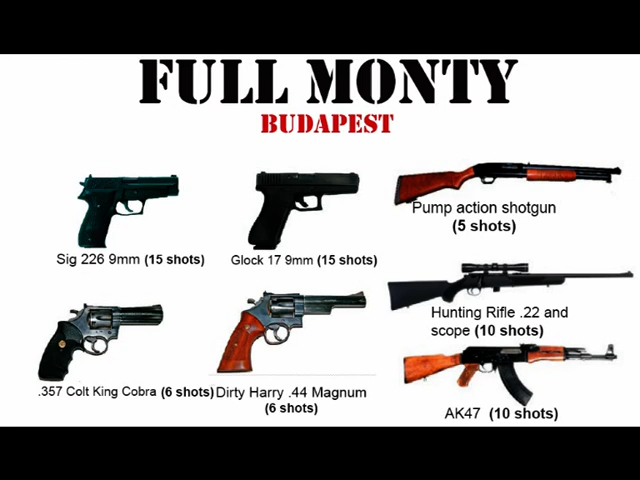 FULL MONTY
BUDAPEST
Sig 226 9mm (15 shots)
Glock 17 9mm (15 shots)
Pump action shotgun
(5 shots)
Hunting Rifle .22 and
scope (10 shots)
.357 Colt King Cobra (6 shots)
Dirty Harry .44 Magnum
(6 shots)
AK47 (10 shots)